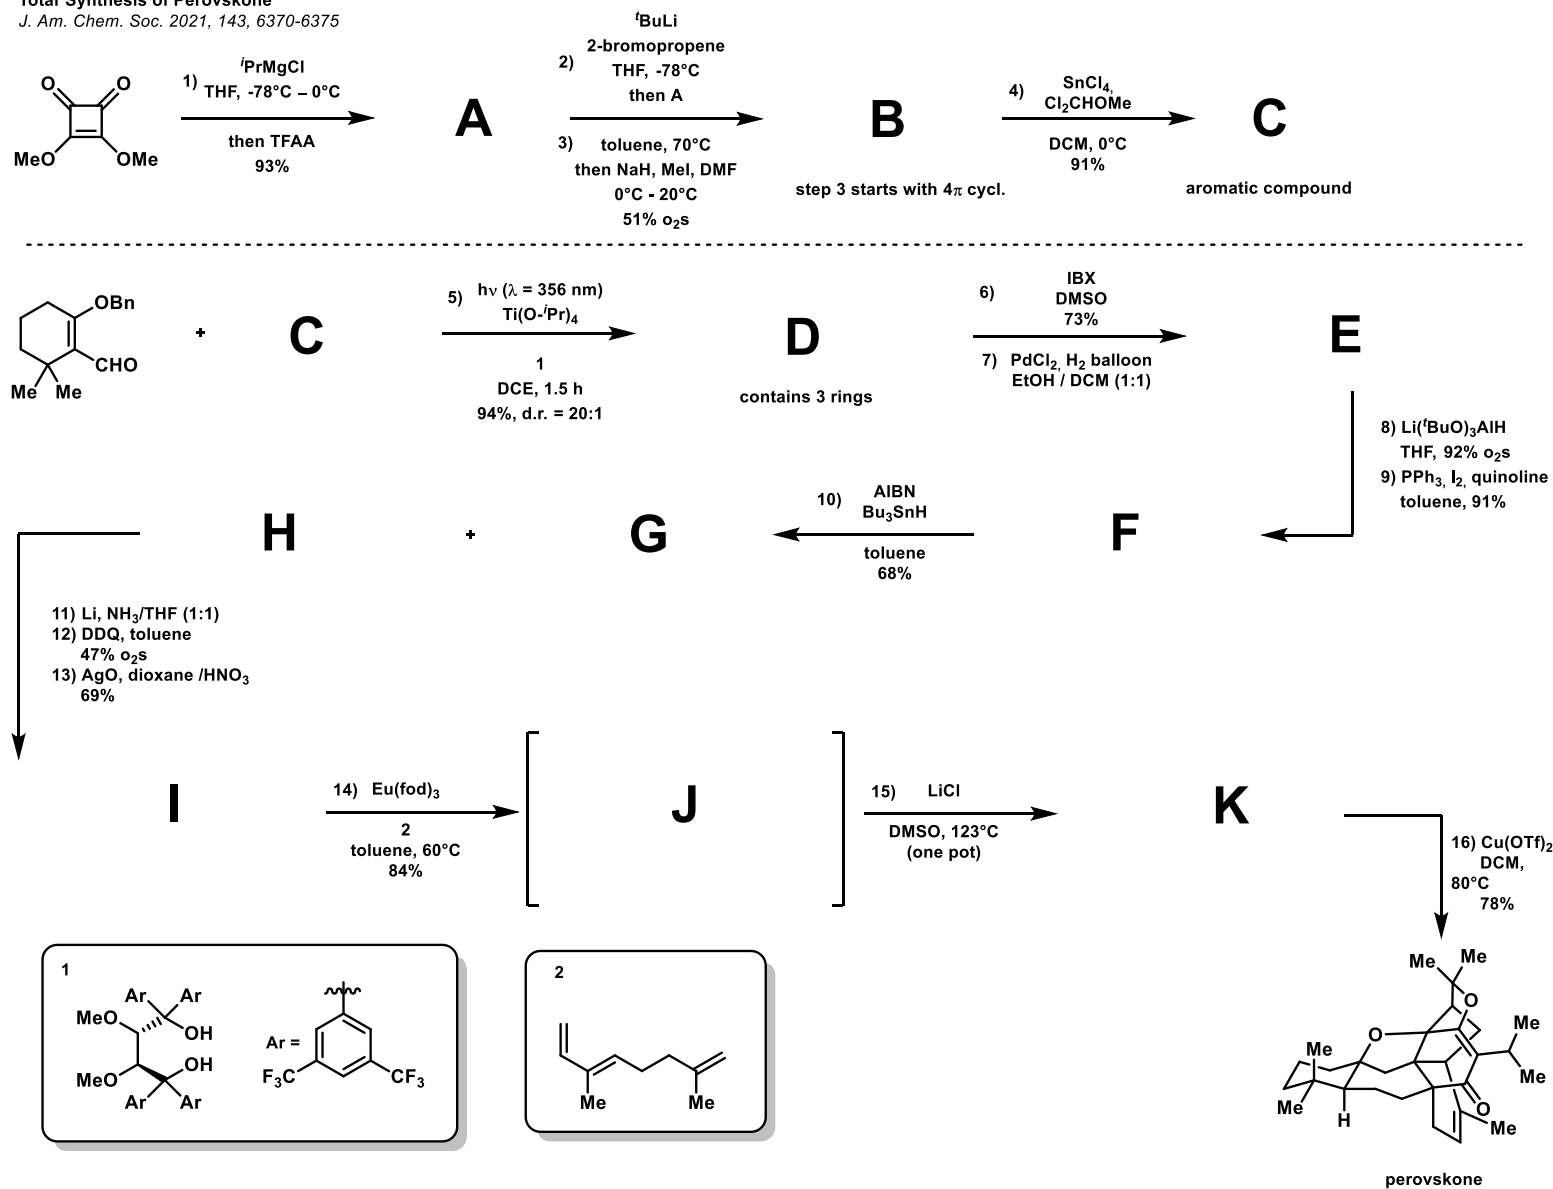 Total Synthesis of Perovskone
J. Am. Chem. Soc. 2021, 143, 6370-6375
O
O
MeO
OMe
1)
ⁱPrMgCl
THF, -78°C – 0°C
then TFAA
93%
A
2)
ᵗBuLi
2-bromopropene
THF, -78°C
then A
3)
toluene, 70°C
then NaH, MeI, DMF
0°C - 20°C
51% o₂s
B
step 3 starts with 4π cycl.
4)
SnCl₄,
Cl₂CHOMe
DCM, 0°C
91%
C
aromatic compound
OBn
CHO
Me
Me
+
C
5)
hν (λ = 356 nm)
Ti(O-ⁱPr)₄
1
DCE, 1.5 h
94%, d.r. = 20:1
D
contains 3 rings
6)
IBX
DMSO
73%
7)
PdCl₂, H₂ balloon
EtOH / DCM (1:1)
E
8) Li(ᵗBuO)₃AlH
THF, 92% o₂s
9) PPh₃, I₂, quinoline
toluene, 91%
H
+
G
10)
AIBN
Bu₃SnH
toluene
68%
F
11) Li, NH₃/THF (1:1)
12) DDQ, toluene
47% o₂s
13) AgO, dioxane /HNO₃
69%
I
14)
Eu(fod)₃
2
toluene, 60°C
84%
J
15)
LiCl
DMSO, 123°C
(one pot)
K
16) Cu(OTf)₂
DCM,
80°C
78%
1
Ar
Ar
MeO
OH
OH
MeO
Ar
Ar
Ar =
F₃C
CF₃
2
Me
Me
Me
Me
O
O
Me
Me
Me
Me
H
O
Me
perovskone